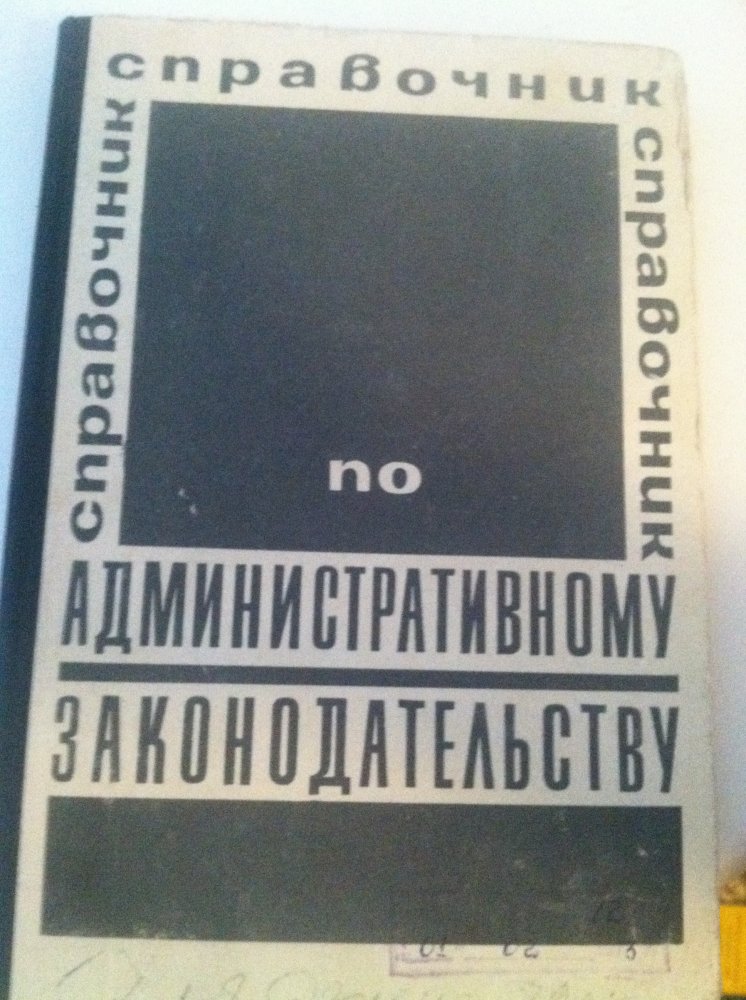 справочник
справочник
справочник
по
АДМИНИСТРАТИВНОМУ
ЗАКОНОДАТЕЛЬСТВУ